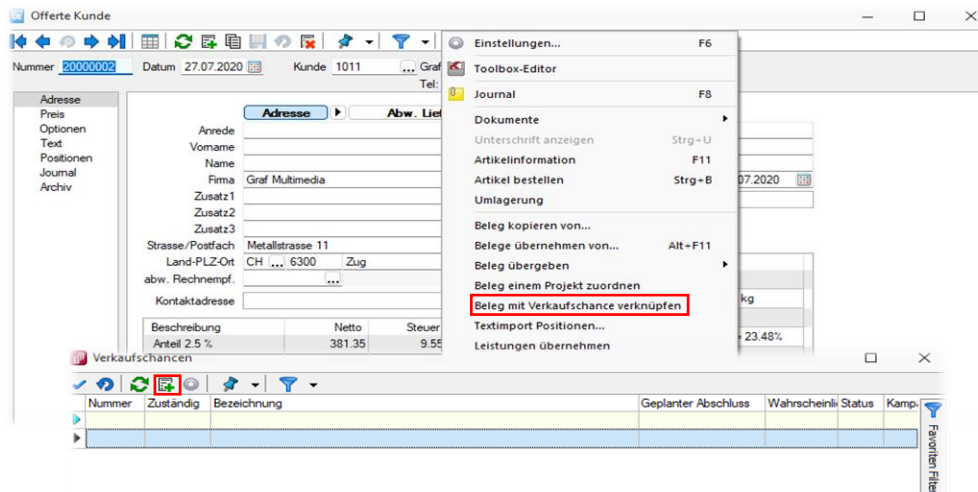 Offerte Kunde
Nummer 20000002 Datum 27.07.2020 Kunde 1011 ... Graf
Tel:
Adresse
Preis
Optionen
Text
Positionen
Journal
Archiv
Adresse Abw. Lief
Anrede
Vorname
Name
Firma Graf Multimedia
Zusatz1
Zusatz2
Zusatz3
Strasse/Postfach Metallstrasse 11
Land-PLZ-Ort CH ... 6300 Zug
abw. Rechnempf. ...
Kontaktadresse
Beschreibung Netto Steuer
Anteil 2.5 % 381.35 9.55
Einstellungen... F6
Toolbox-Editor
Journal F8
Dokumente
Unterschrift anzeigen Strg+U
Artikelinformation F11
Artikel bestellen Strg+B
Umlagerung
Beleg kopieren von...
Belege übernehmen von... Alt+F11
Beleg übergeben
Beleg einem Projekt zuordnen
Beleg mit Verkaufschance verknüpfen
Textimport Positionen...
Leistungen übernehmen
07.2020
kg
23.48%
Verkaufschancen
Nummer Zuständig Bezeichnung Geplanter Abschluss Wahrscheinli Status Kamp
Favoriten Filter